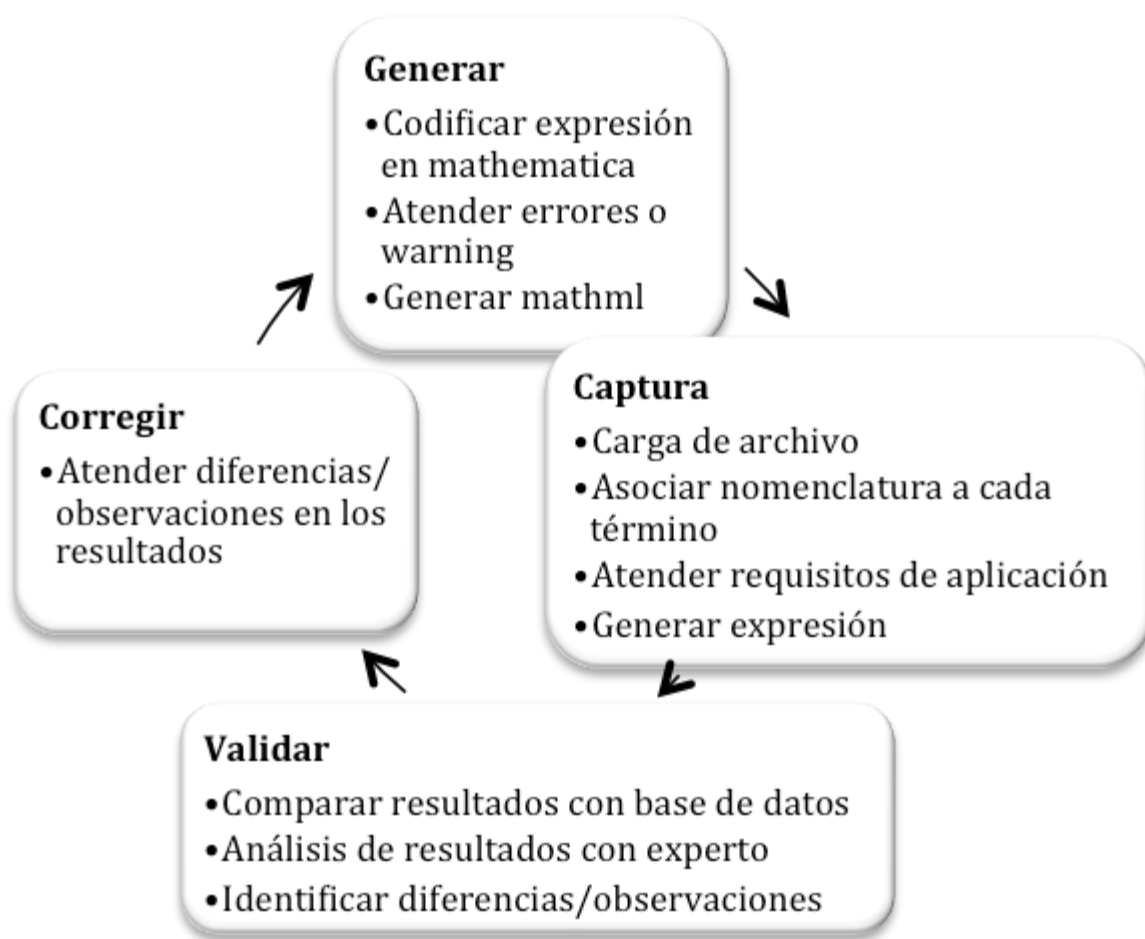 Generar
•Codificar expresión
en mathematica
•Atender errores o
warning
•Generar mathml
Captura
•Carga de archivo
•Asociar nomenclatura a cada
término
•Atender requisitos de aplicación
•Generar expresión
Validar
•Comparar resultados con base de datos
•Análisis de resultados con experto
•Identificar diferencias/observaciones
Corregir
•Atender diferencias/
observaciones en los
resultados